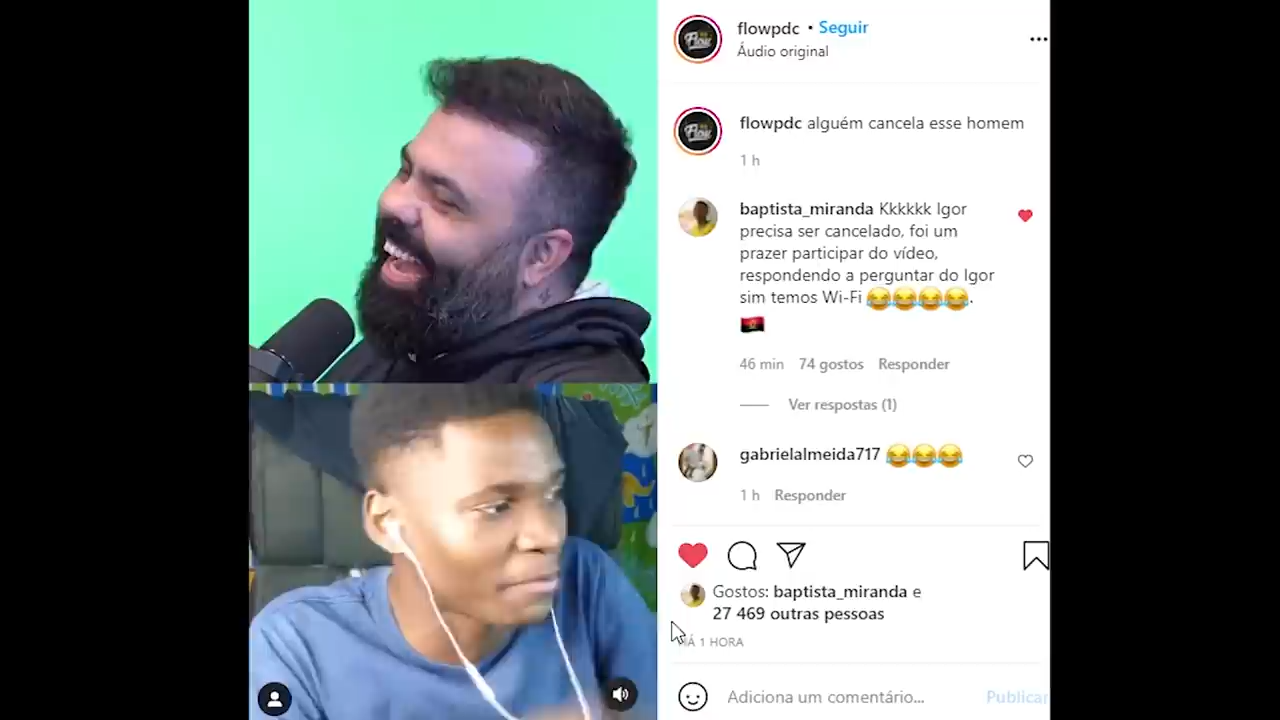 flowpdc • Seguir
Áudio original
flowpdc alguém cancela esse homem
1 h
baptista_miranda Kkkkkk Igor
precisa ser cancelado, foi um
prazer participar do vídeo,
respondendo a perguntar do Igor
sim temos Wi-Fi 😂😂😂😂.
🇦🇴
46 min 74 gostos Responder
Ver respostas (1)
gabrielalmeida717 😂😂😂
1 h Responder
Gostos: baptista_miranda e
27 469 outras pessoas
HÁ 1 HORA
Adiciona um comentário... Publicar